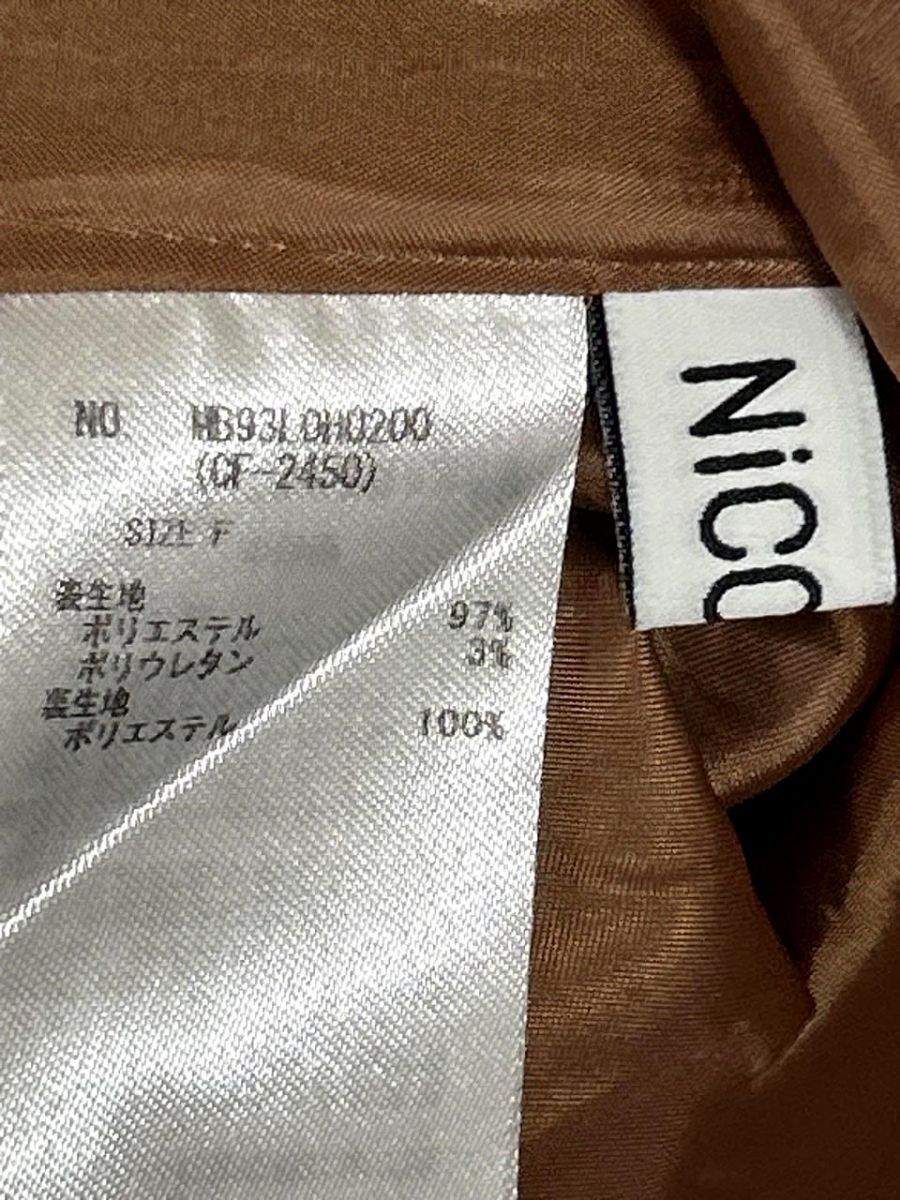 NO. MB93L0H0200
(CF-2450)
SIZE F
表生地
ポリエステル 97%
ポリウレタン 3%
裏生地
ポリエステル 100%
NiCO